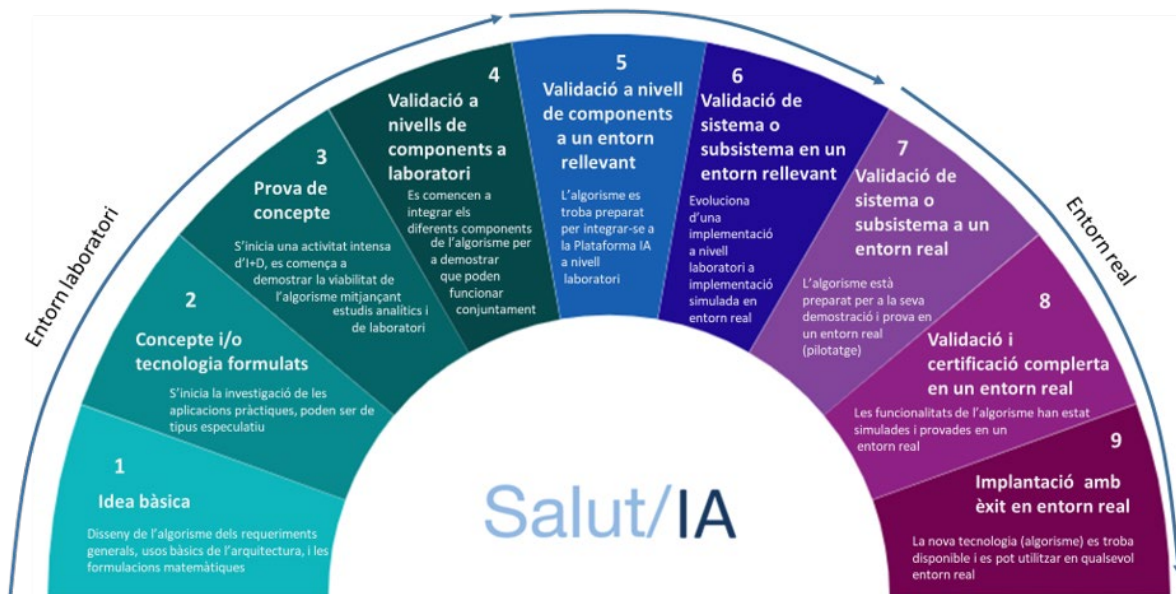 Entorn laboratori
1
Idea bàsica
Disseny de l'algorisme dels requeriments
generals, usos bàsics de l'arquitectura, i les
formulacions matemàtiques
2
Concepte i/o
tecnologia formulats
S'inicia la investigació de les
aplicacions pràctiques, poden ser de
tipus especulatiu
3
Prova de
concepte
S'inicia una activitat intensa
d'I+D, es comença a
demostrar la viabilitat de
l'algorisme mitjançant
estudis analítics i
de laboratori
4
Validació a
nivells de
components a
laboratori
Es comencen a
integrar els
diferents components
de l'algorisme per
a demostrar
que poden
funcionar
conjuntament
5
Validació a nivell
de components
a un entorn
rellevant
L'algorisme es
troba preparat
per integrar-se a
la Plataforma IA
a nivell
laboratori
6
Validació de
sistema o
subsistema en un
entorn rellevant
Evoluciona
d'una
implementació
a nivell
laboratori a
implementació
simulada en
entorn real
7
Validació de
sistema o
subsistema a un
entorn real
L'algorisme està
preparat per a la seva
demostració i prova en
un entorn real
(pilotatge)
8
Validació i
certificació complerta
en un entorn real
Les funcionalitats de l'algorisme han estat
simulades i provades en un
entorn real
9
Implantació amb
èxit en entorn real
La nova tecnologia (algorisme) es troba
disponible i es pot utilitzar en qualsevol
entorn real
Entorn real
Salut/IA